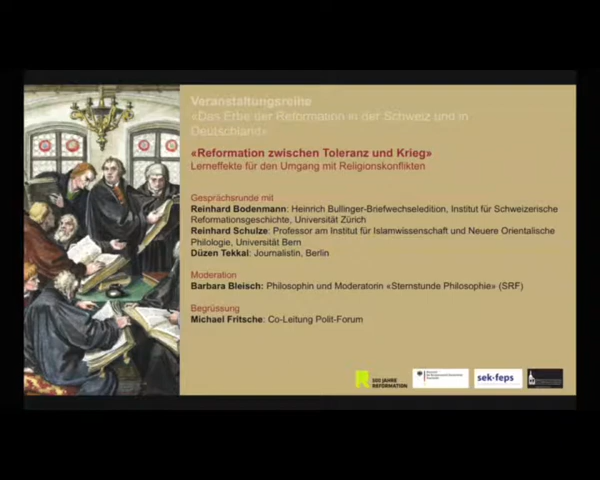 Veranstaltungsreihe
«Das Erbe der Reformation in der Schweiz und in
Deutschland»
«Reformation zwischen Toleranz und Krieg»
Lerneffekte für den Umgang mit Religionskonflikten
Gesprächsrunde mit
Reinhard Bodenmann: Heinrich Bullinger-Briefwechseledition, Institut für Schweizerische
Reformationsgeschichte, Universität Zürich
Reinhard Schulze: Professor am Institut für Islamwissenschaft und Neuere Orientalische
Philologie, Universität Bern
Düzen Tekkal: Journalistin, Berlin
Moderation
Barbara Bleisch: Philosophin und Moderatorin «Sternstunde Philosophie» (SRF)
Begrüssung
Michael Fritsche: Co-Leitung Polit-Forum
R 500 JAHRE
REFORMATION
sek·feps